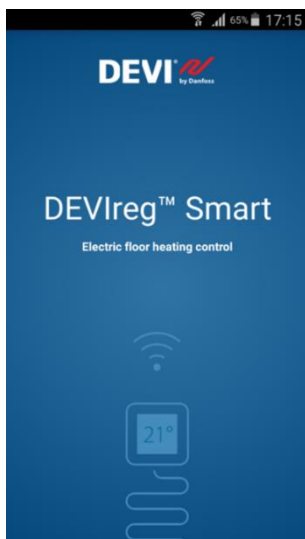 65% 17:15
DEVI®
by Danfoss
DEVIreg™ Smart
Electric floor heating control
21°